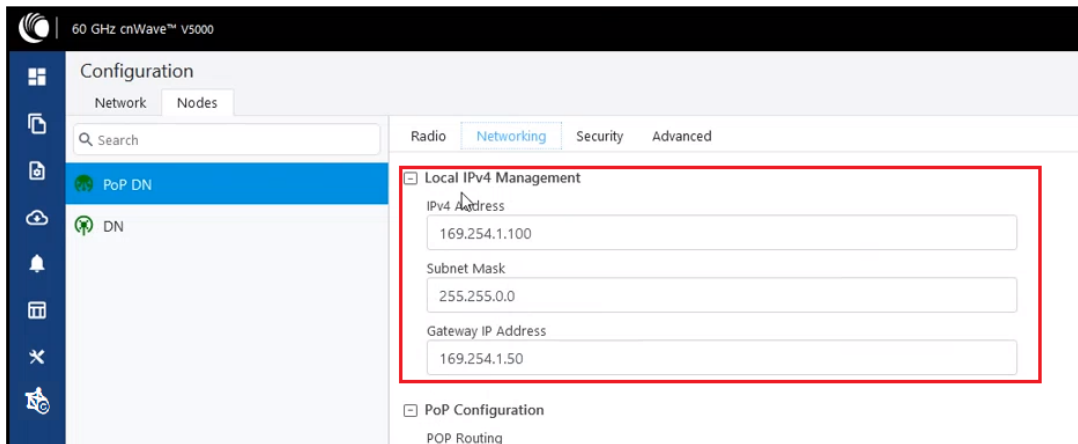 60 GHz cnWave™ V5000
Configuration
Network Nodes
Search
PoP DN
DN
Radio Networking Security Advanced
Local IPv4 Management
IPv4 Address
169.254.1.100
Subnet Mask
255.255.0.0
Gateway IP Address
169.254.1.50
PoP Configuration
POP Routing